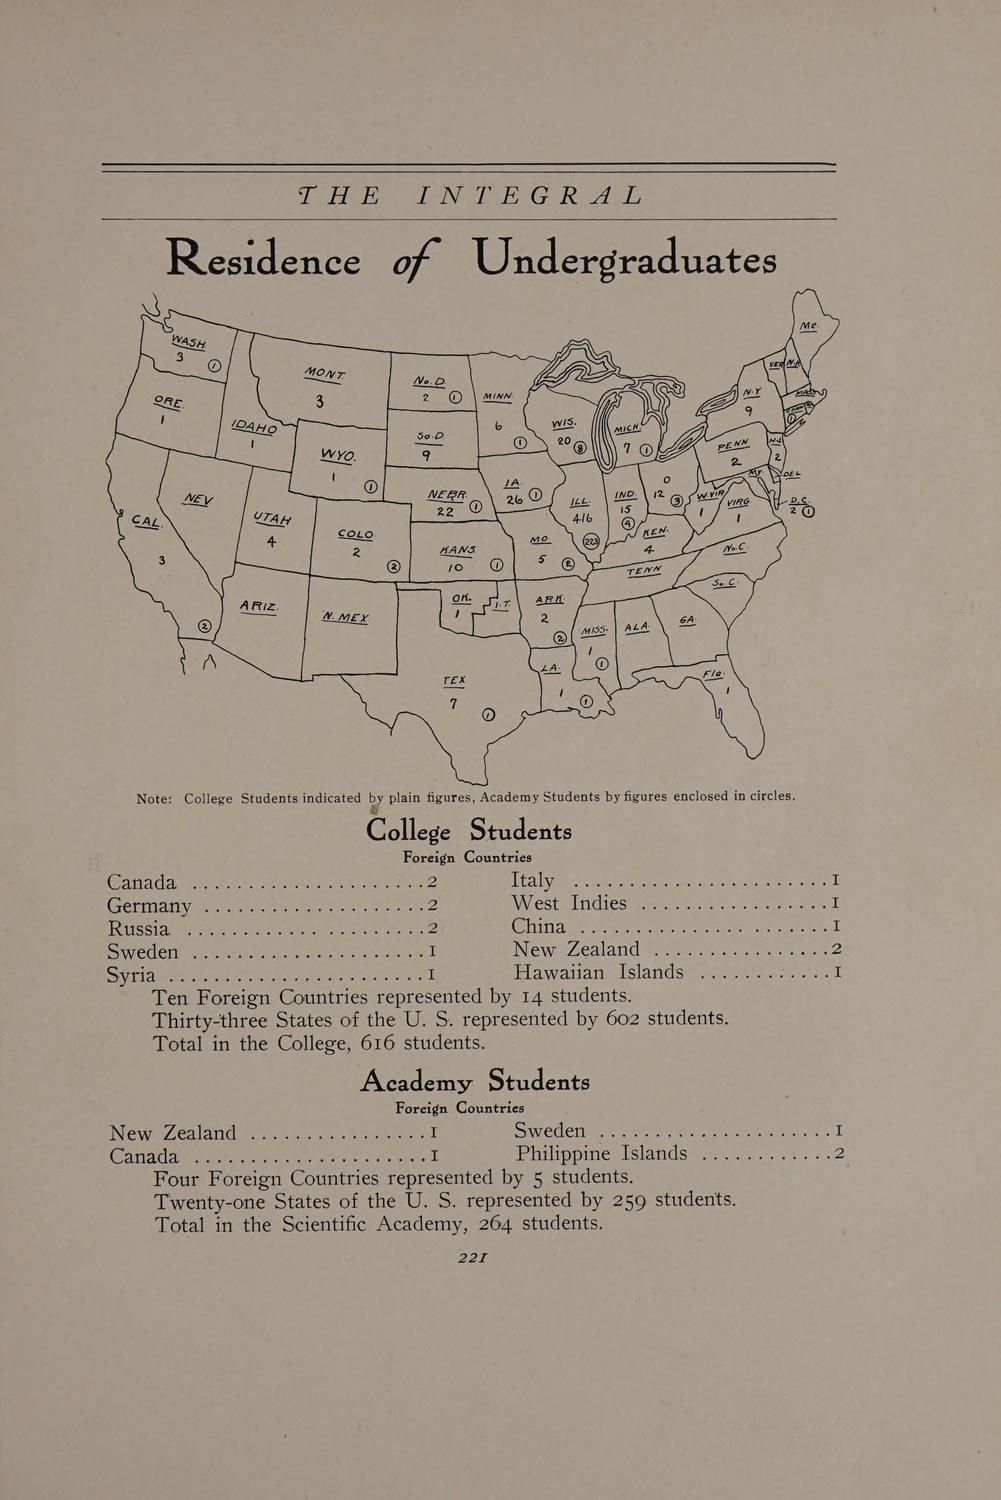 THE INTEGRAL
Residence of Undergraduates
WASH. 3 ①
ORE. 1
IDAHO 1
MONT. 3
No. D. 2 ①
So. D. 9
MINN. 6 ①
WIS. 20 ⑧
MICH. 7 ①
WYO. 1 ①
NEBR. 22 ①
IA. 26 ①
ILL. 416 (223)
IND. 15 ④
O 12 ③
PENN 2
N.Y. 9
Me.
VER.
N.H.
MASS
CONN. ①
N.J. 2
DEL
MY.
D.C. 2 ①
W.VIR 1
VIRG. 1
NEV
CAL. 3 ②
UTAH 4
COLO. 2 ②
KANS 10 ①
MO. 5 ②
KEN. 4
TENN
No.C.
So.C.
ARIZ.
N. MEX.
OK. 1
I.T.
ARK. 2 ②
MISS. 1 ①
ALA.
GA.
Fla. 1
LA. 1 ①
TEX 7 ①
Note: College Students indicated by plain figures, Academy Students by figures enclosed in circles.
College Students
Foreign Countries
Canada ........................ 2
Germany ...................... 2
Russia ........................ 2
Sweden ........................ 1
Syria .......................... 1
Italy .......................... 1
West Indies ................... 1
China ......................... 1
New Zealand .................. 2
Hawaiian Islands ............. 1
Ten Foreign Countries represented by 14 students.
Thirty-three States of the U. S. represented by 602 students.
Total in the College, 616 students.
Academy Students
Foreign Countries
New Zealand .................. 1
Canada ........................ 1
Sweden ........................ 1
Philippine Islands ............ 2
Four Foreign Countries represented by 5 students.
Twenty-one States of the U. S. represented by 259 students.
Total in the Scientific Academy, 264 students.
221